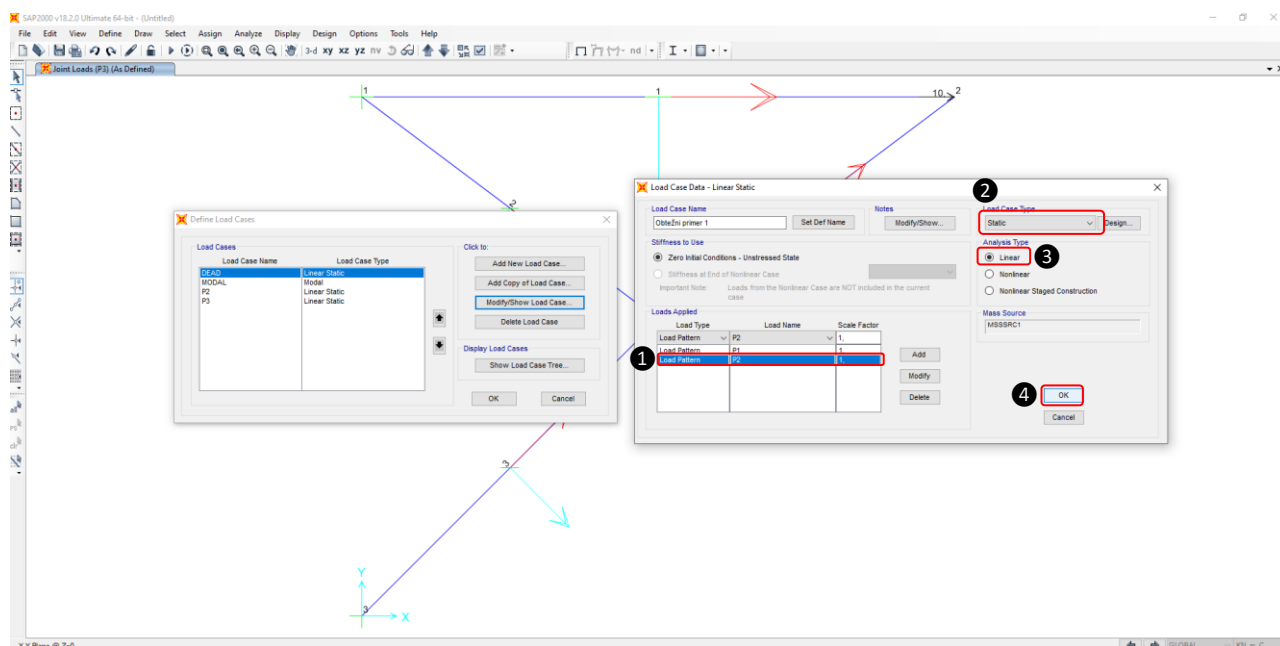 SAP2000 v18.2.0 Ultimate 64-bit - (Untitled)
File Edit View Define Draw Select Assign Analyze Display Design Options Tools Help
3-d xy xz yz nv nd
Joint Loads (P3) (As Defined)
1 1 10. 2
2
Define Load Cases
Load Cases
Load Case Name Load Case Type
DEAD Linear Static
MODAL Modal
P2 Linear Static
P3 Linear Static
Click to:
Add New Load Case...
Add Copy of Load Case...
Modify/Show Load Case...
Delete Load Case
Display Load Cases
Show Load Case Tree...
OK Cancel
Load Case Data - Linear Static
2
Load Case Name
Obtežni primer 1 Set Def Name
Notes
Modify/Show...
Load Case Type
Static Design...
Stiffness to Use
Zero Initial Conditions - Unstressed State
Stiffness at End of Nonlinear Case
Important Note: Loads from the Nonlinear Case are NOT included in the current
case
Analysis Type
Linear 3
Nonlinear
Nonlinear Staged Construction
Loads Applied
Load Type Load Name Scale Factor
Load Pattern P2 1,
Load Pattern P1 1,
1 Load Pattern P2 1,
Add
Modify
Delete
Mass Source
MSSSRC1
4 OK
Cancel
3
Y
3 X
X-Y Plane @ Z=0
GLOBAL